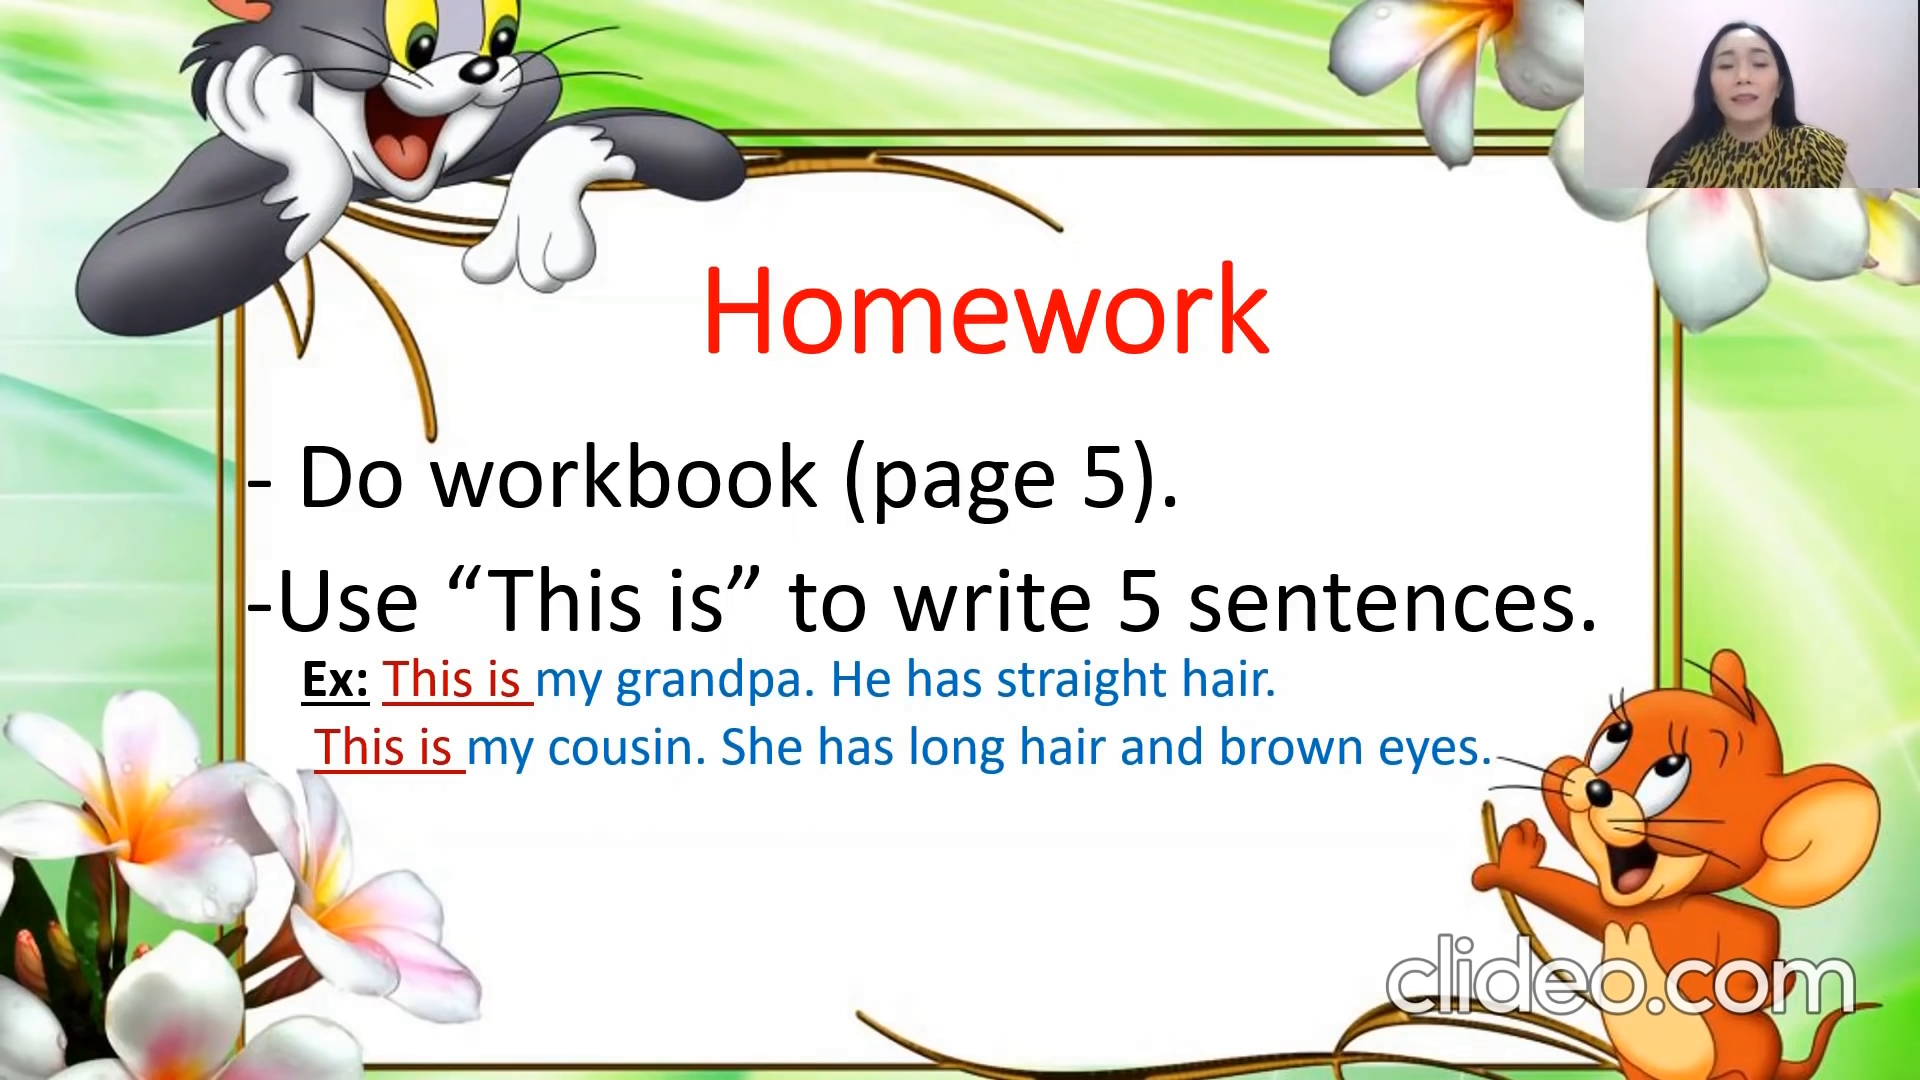 Homework
- Do workbook (page 5).
-Use “This is” to write 5 sentences.
Ex: This is my grandpa. He has straight hair.
This is my cousin. She has long hair and brown eyes.
clideo.com